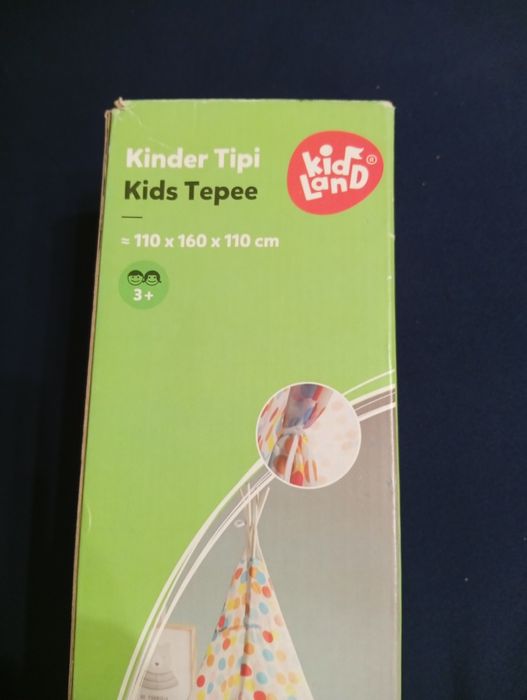 Kinder Tipi
Kids Tepee
kid
LanD®
≈ 110 x 160 x 110 cm
3+